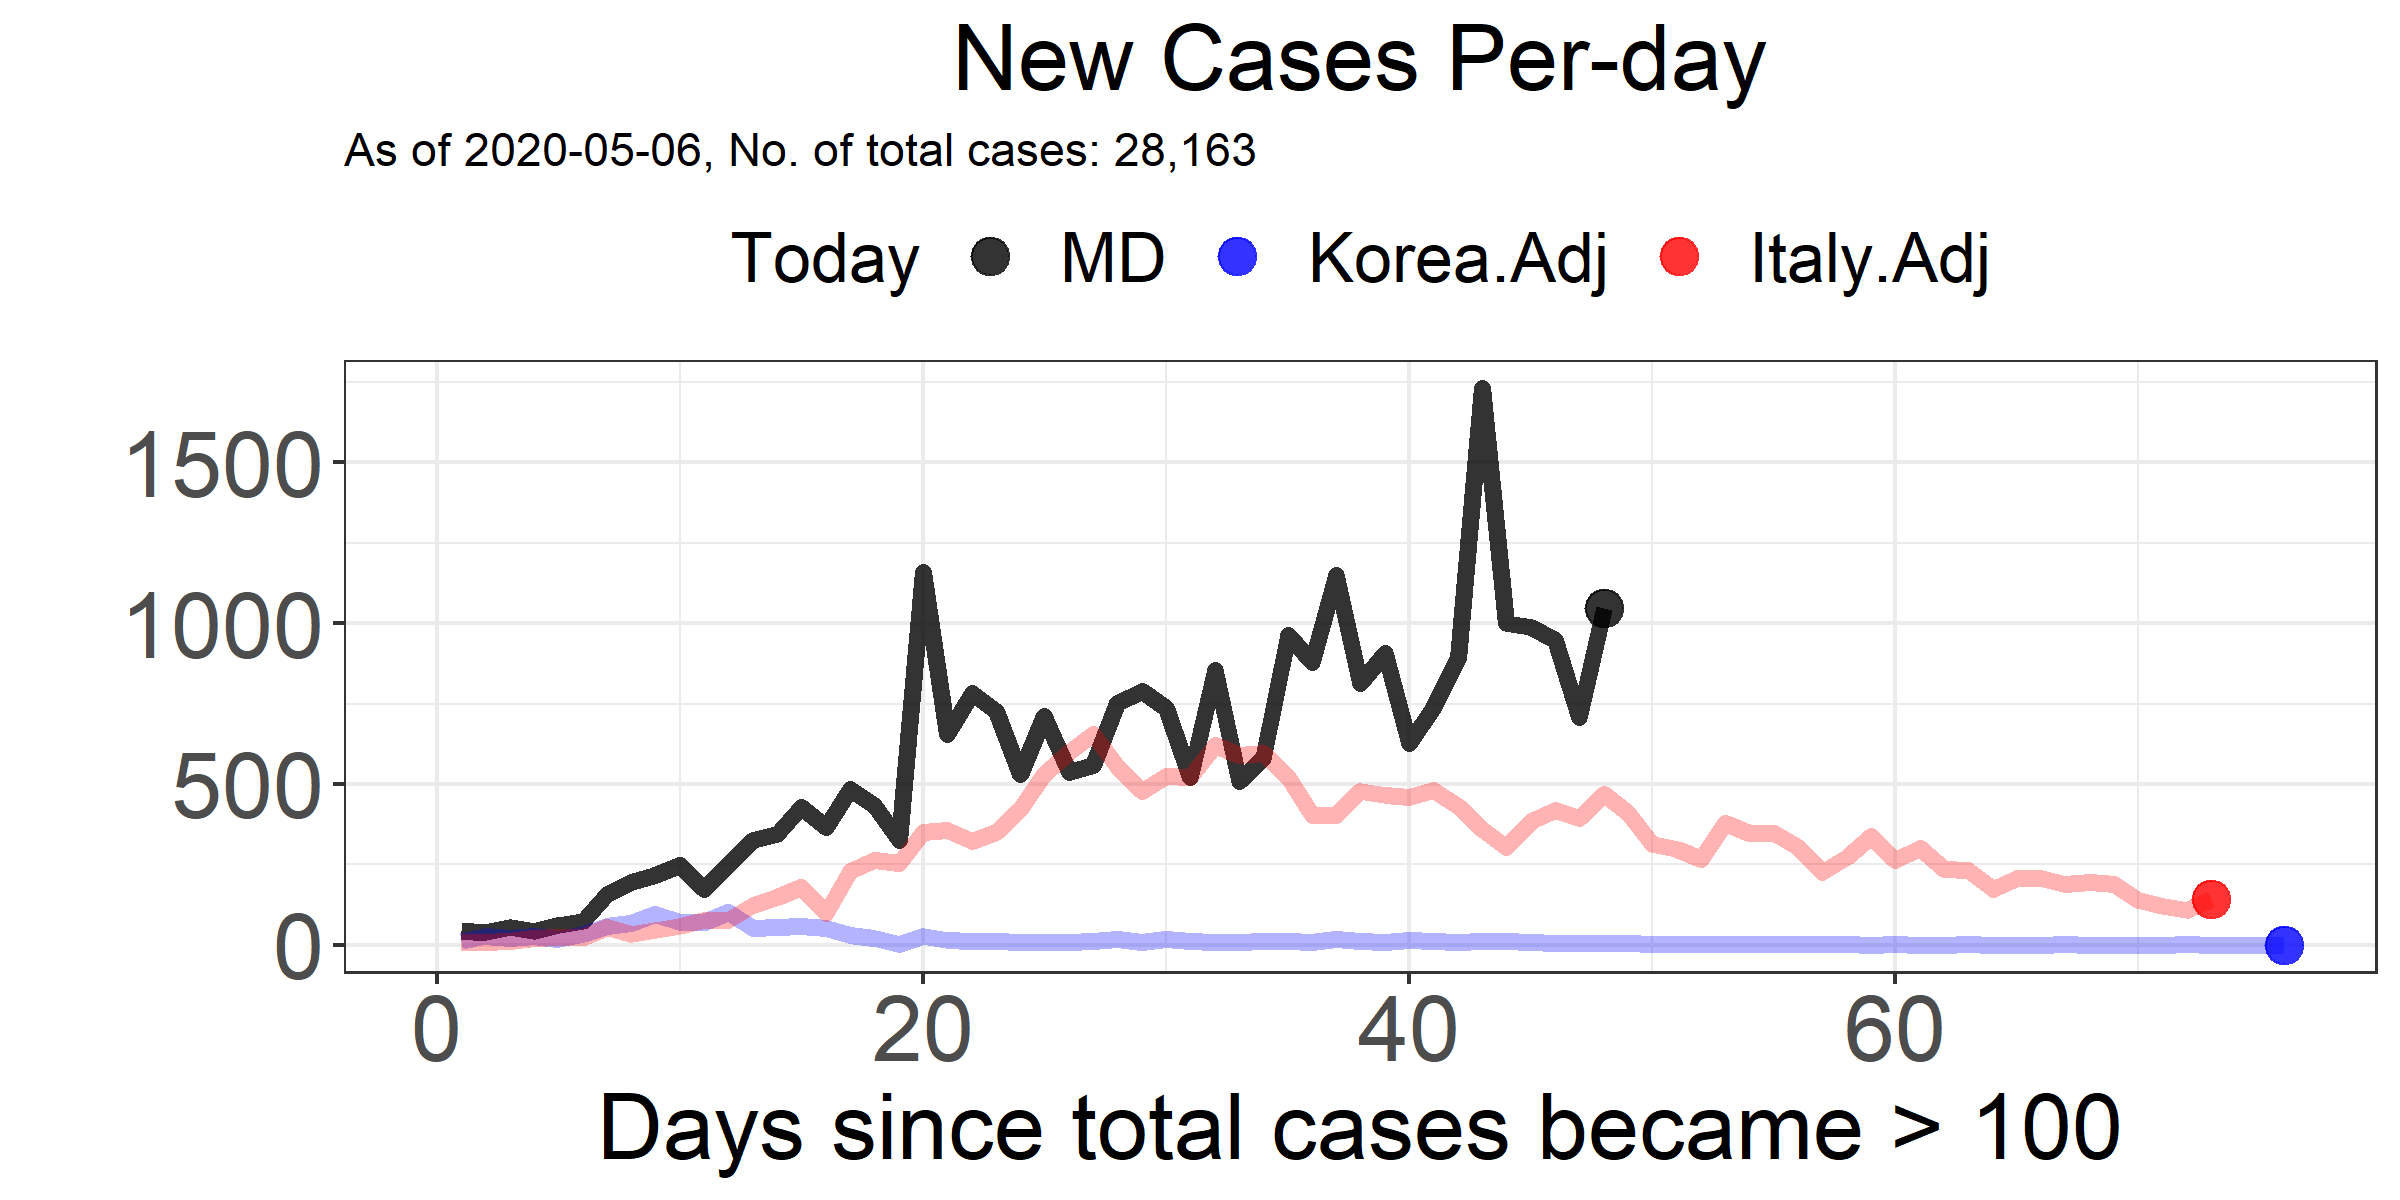 New Cases Per-day
As of 2020-05-06, No. of total cases: 28,163
Today MD Korea.Adj Italy.Adj
1500
1000
500
0
0 20 40 60
Days since total cases became > 100